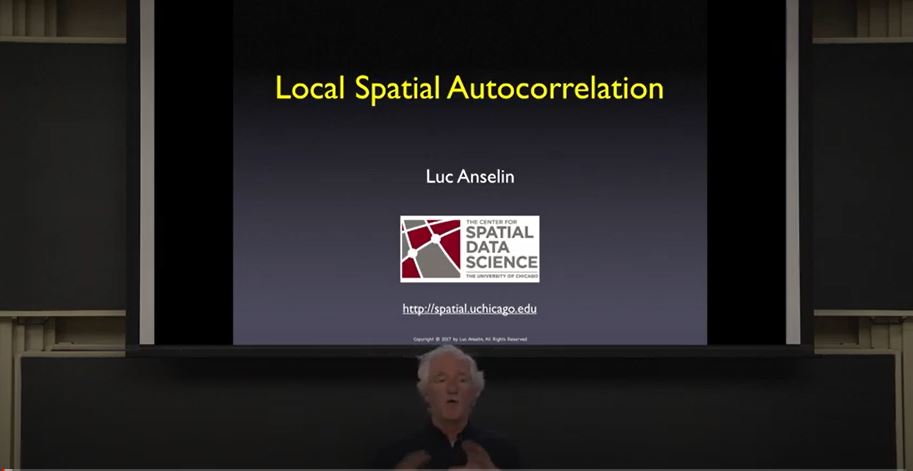 Local Spatial Autocorrelation
Luc Anselin
THE CENTER FOR
SPATIAL
DATA
SCIENCE
THE UNIVERSITY OF CHICAGO
http://spatial.uchicago.edu
Copyright © 2017 by Luc Anselin, All Rights Reserved